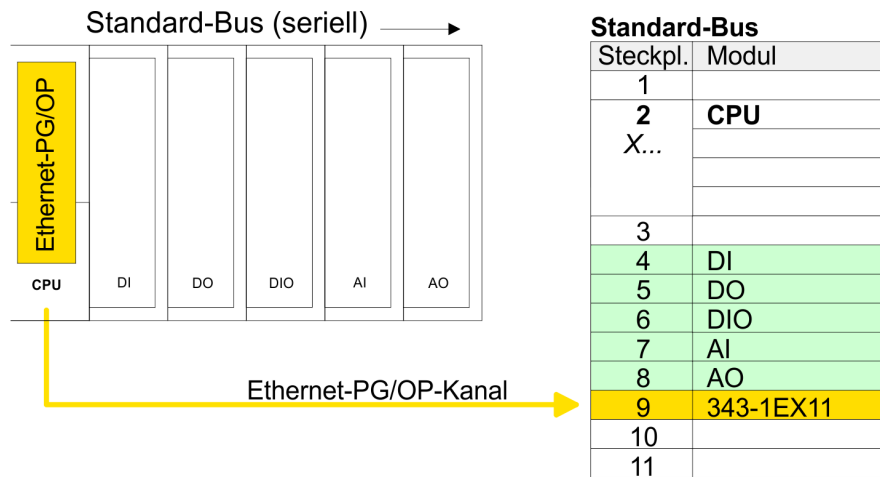 Standard-Bus (seriell)
Ethernet-PG/OP
CPU
DI
DO
DIO
AI
AO
Ethernet-PG/OP-Kanal
Standard-Bus
Steckpl. Modul
1
2 CPU
X...
3
4 DI
5 DO
6 DIO
7 AI
8 AO
9 343-1EX11
10
11